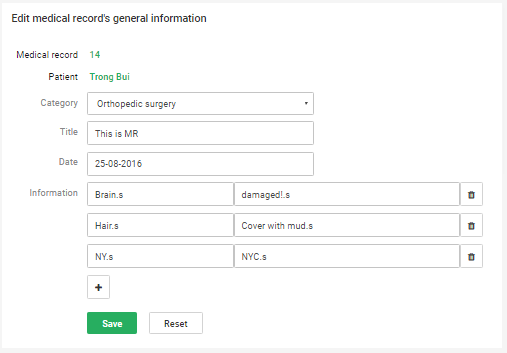 Edit medical record's general information
Medical record 14
Patient Trong Bui
Category Orthopedic surgery
Title This is MR
Date 25-08-2016
Information Brain.s damaged!.s
Hair.s Cover with mud.s
NY.s NYC.s
+
Save Reset